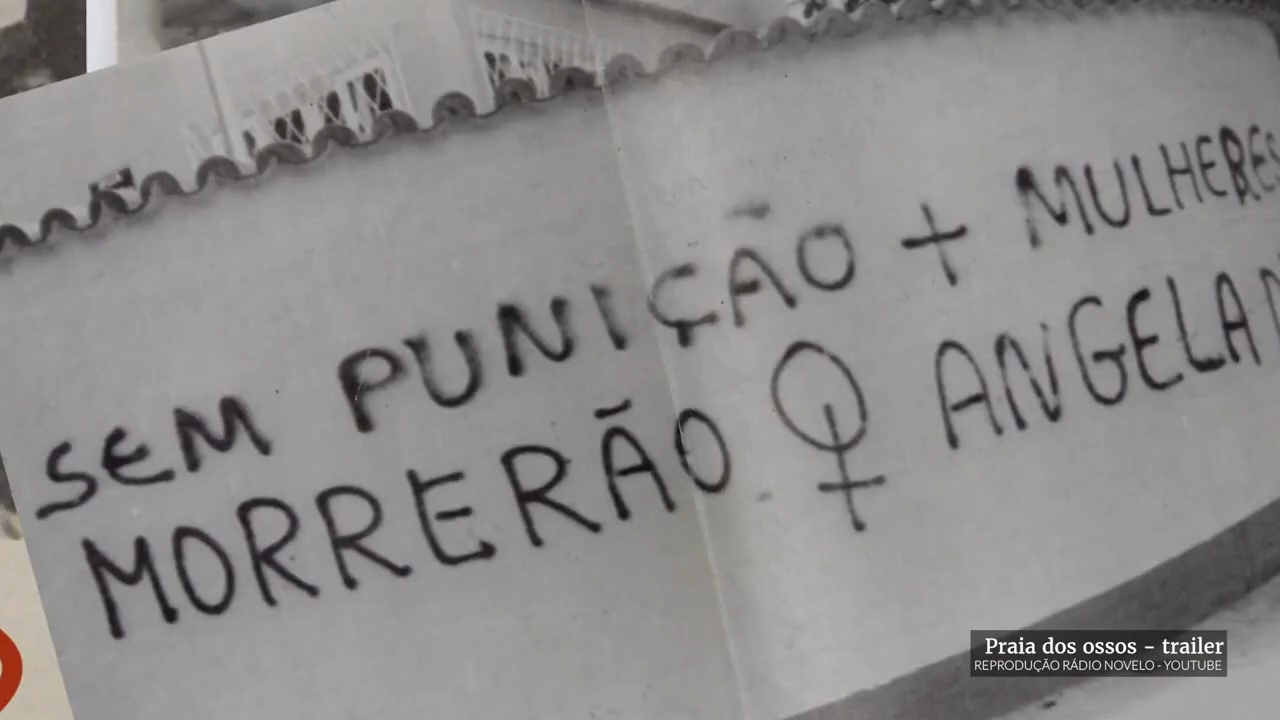 SEM PUNIÇÃO + MULHERES
MORRERÃO ♀ ANGELA
Praia dos ossos - trailer
REPRODUÇÃO RÁDIO NOVELO - YOUTUBE